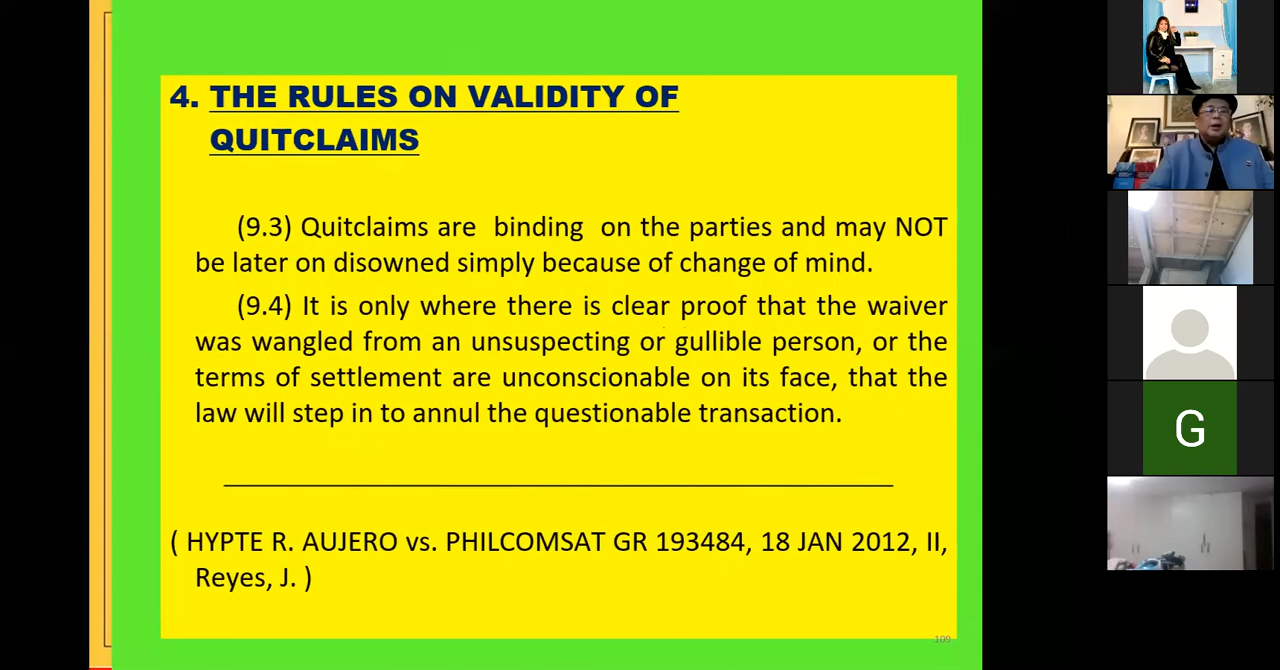 4. THE RULES ON VALIDITY OF
QUITCLAIMS
(9.3) Quitclaims are binding on the parties and may NOT
be later on disowned simply because of change of mind.
(9.4) It is only where there is clear proof that the waiver
was wangled from an unsuspecting or gullible person, or the
terms of settlement are unconscionable on its face, that the
law will step in to annul the questionable transaction.
( HYPTE R. AUJERO vs. PHILCOMSAT GR 193484, 18 JAN 2012, II,
Reyes, J. )
109
G